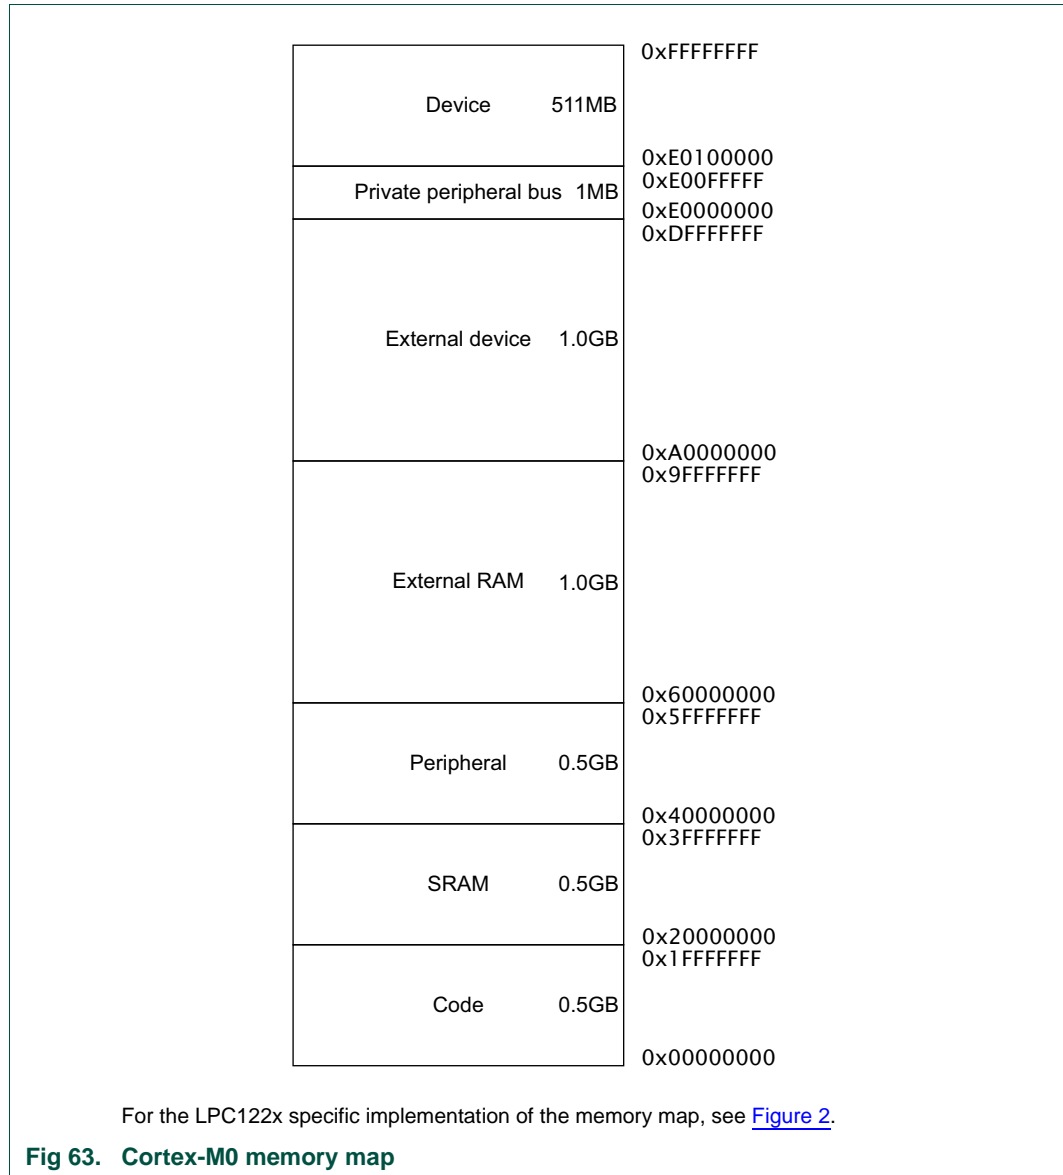 0xFFFFFFFF
Device 511MB
0xE0100000
0xE00FFFFF
Private peripheral bus 1MB
0xE0000000
0xDFFFFFFF
External device 1.0GB
0xA0000000
0x9FFFFFFF
External RAM 1.0GB
0x60000000
0x5FFFFFFF
Peripheral 0.5GB
0x40000000
0x3FFFFFFF
SRAM 0.5GB
0x20000000
0x1FFFFFFF
Code 0.5GB
0x00000000
For the LPC122x specific implementation of the memory map, see Figure 2.
Fig 63. Cortex-M0 memory map